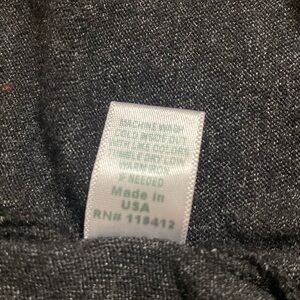 MACHINE WASH
COLD INSIDE OUT
WITH LIKE COLORS
TUMBLE DRY LOW
WARM IRON
IF NEEDED
Made in
USA
RN# 118412